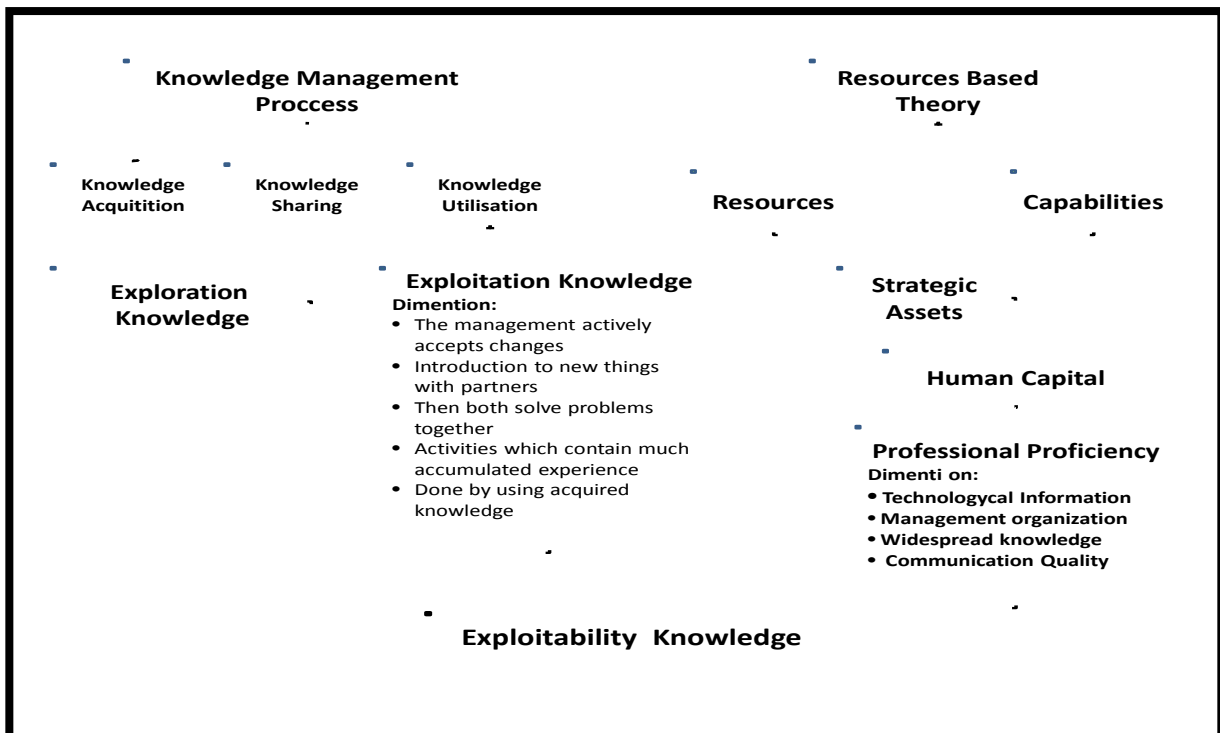 Knowledge Management
Proccess
Resources Based
Theory
Knowledge
Acquitition
Knowledge
Sharing
Knowledge
Utilisation
Resources
Capabilities
Exploration
Knowledge
Exploitation Knowledge
Dimention:
• The management actively
accepts changes
• Introduction to new things
with partners
• Then both solve problems
together
• Activities which contain much
accumulated experience
• Done by using acquired
knowledge
Strategic
Assets
Human Capital
Professional Proficiency
Dimenti on:
• Technologycal Information
• Management organization
• Widespread knowledge
• Communication Quality
Exploitability Knowledge